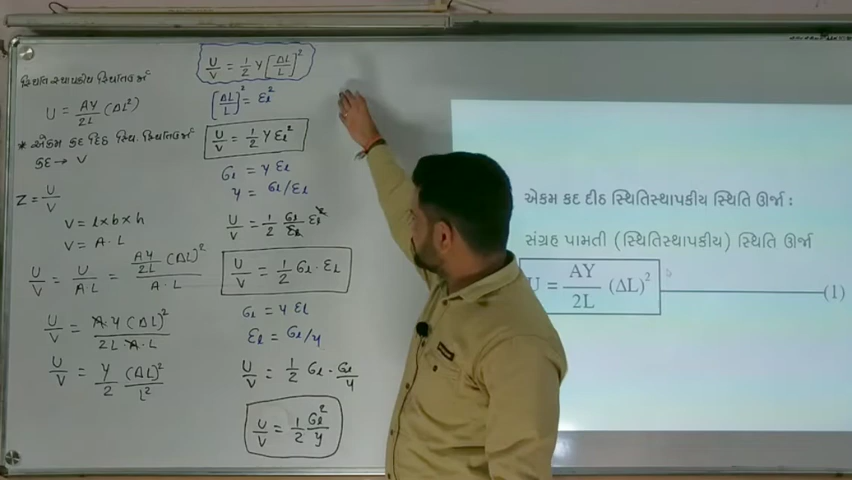 સ્થિતિસ્થાપકીય સ્થિતિઊર્જા
U = AY/2L (ΔL²)
* એકમ કદ દિઠ સ્થિ. સ્થિતિઊર્જા
કદ → V
Z = U/V
V = l×b×h
V = A·L
U/V = U/A·L = AY/2L (ΔL)² / A·L
U/V = A·Y (ΔL)² / 2L·A·L
U/V = Y/2 (ΔL)²/L²
U/V = 1/2 Y [ΔL/L]²
[ΔL/L]² = εl²
U/V = 1/2 Y εl²
σl = Y εl
Y = σl/εl
U/V = 1/2 σl/εl εl²
U/V = 1/2 σl · εl
σl = Y εl
εl = σl/Y
U/V = 1/2 σl · σl/Y
U/V = 1/2 σl²/Y
એકમ કદ દીઠ સ્થિતિસ્થાપકીય સ્થિતિ ઊર્જા :
સંગ્રહ પામતી (સ્થિતિસ્થાપકીય) સ્થિતિ ઊર્જા
U = AY/2L (ΔL)² (1)